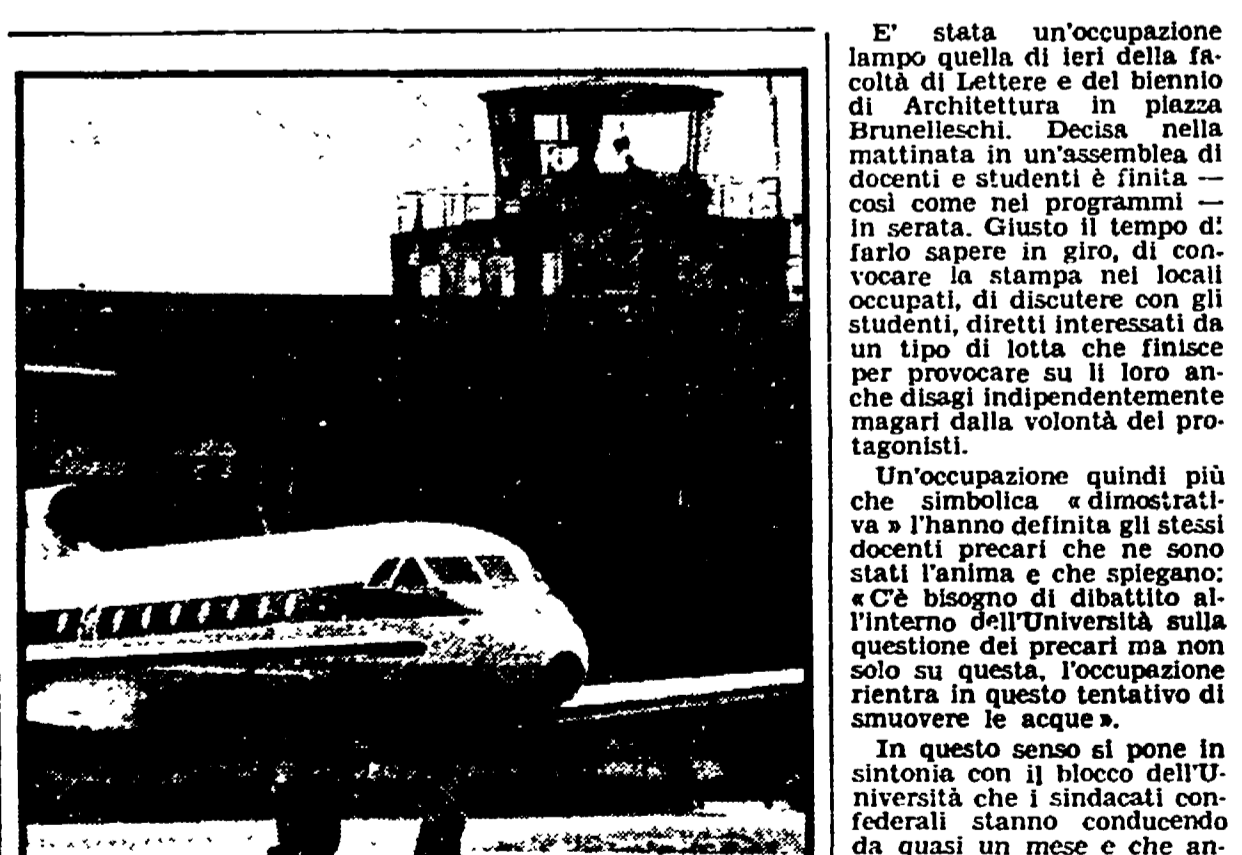 E' stata un'occupazione
lampo quella di ieri della fa-
coltà di Lettere e del biennio
di Architettura in piazza
Brunelleschi. Decisa nella
mattinata in un'assemblea di
docenti e studenti è finita —
così come nei programmi —
in serata. Giusto il tempo di
farlo sapere in giro, di con-
vocare la stampa nei locali
occupati, di discutere con gli
studenti, diretti interessati da
un tipo di lotta che finisce
per provocare su li loro an-
che disagi indipendentemente
magari dalla volontà dei pro-
tagonisti.
Un'occupazione quindi più
che simbolica « dimostrati-
va » l'hanno definita gli stessi
docenti precari che ne sono
stati l'anima e che spiegano:
« C'è bisogno di dibattito al-
l'interno dell'Università sulla
questione dei precari ma non
solo su questa, l'occupazione
rientra in questo tentativo di
smuovere le acque ».
In questo senso si pone in
sintonia con il blocco dell'U-
niversità che i sindacati con-
federali stanno conducendo
da quasi un mese e che an-